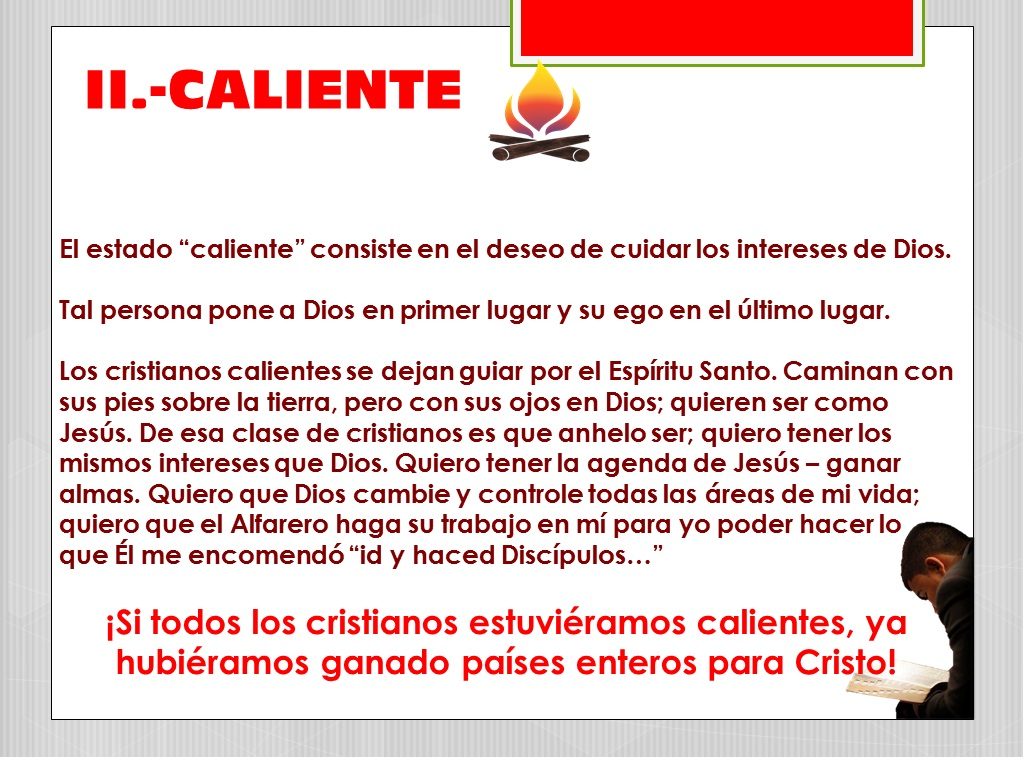 II.-CALIENTE
El estado “caliente” consiste en el deseo de cuidar los intereses de Dios.
Tal persona pone a Dios en primer lugar y su ego en el último lugar.
Los cristianos calientes se dejan guiar por el Espíritu Santo. Caminan con
sus pies sobre la tierra, pero con sus ojos en Dios; quieren ser como
Jesús. De esa clase de cristianos es que anhelo ser; quiero tener los
mismos intereses que Dios. Quiero tener la agenda de Jesús – ganar
almas. Quiero que Dios cambie y controle todas las áreas de mi vida;
quiero que el Alfarero haga su trabajo en mí para yo poder hacer lo
que Él me encomendó “id y haced Discípulos…”
¡Si todos los cristianos estuviéramos calientes, ya
hubiéramos ganado países enteros para Cristo!